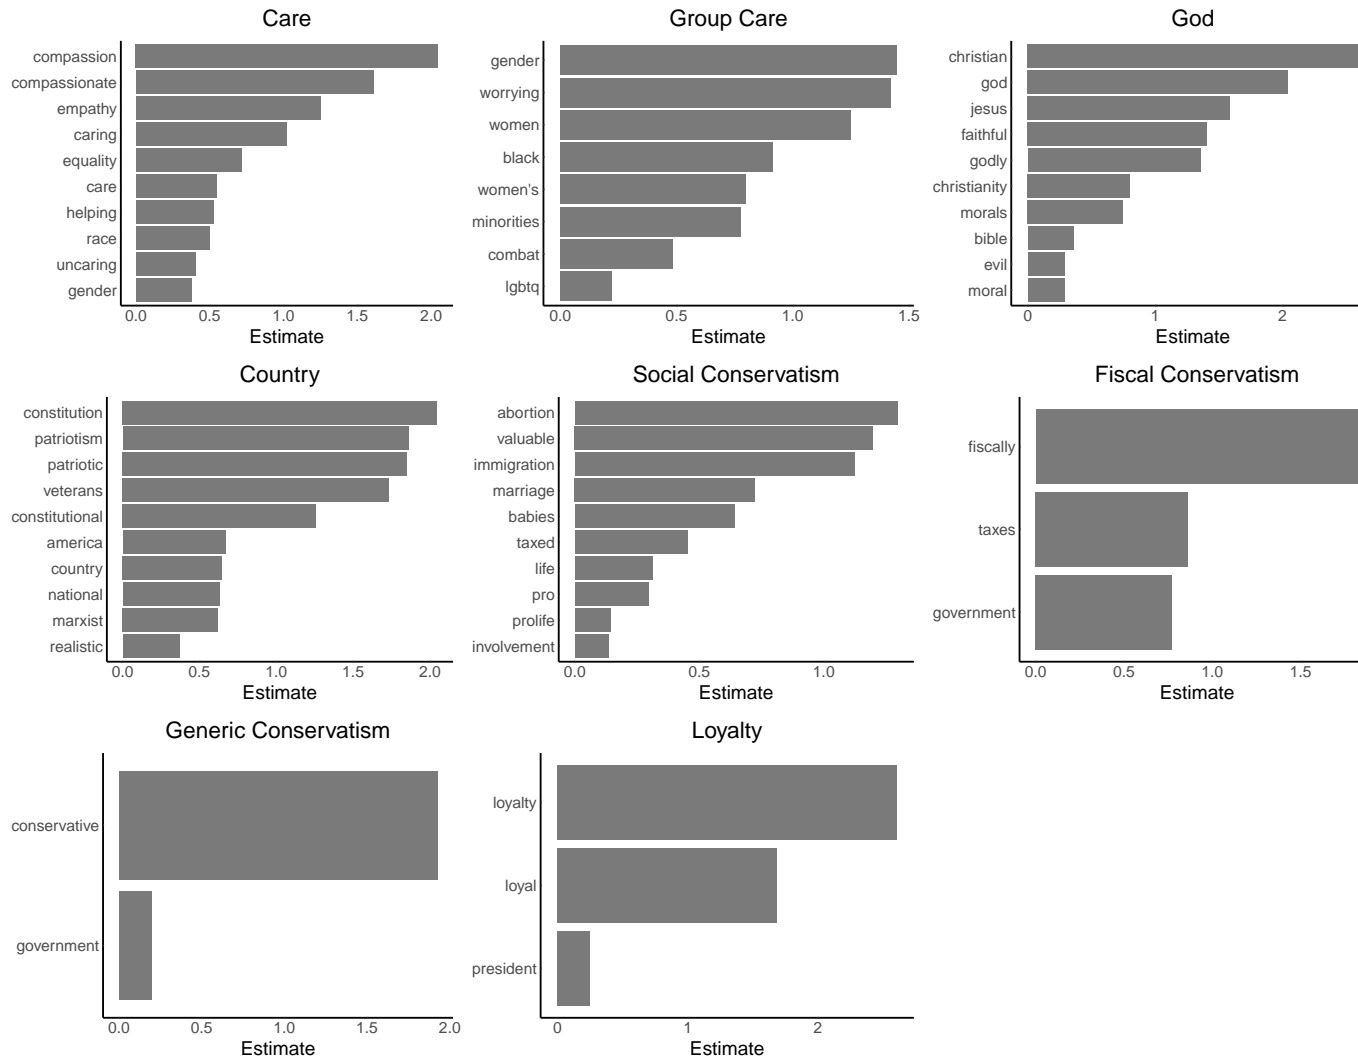 Care
compassion
compassionate
empathy
caring
equality
care
helping
race
uncaring
gender
0.0 0.5 1.0 1.5 2.0
Estimate
Group Care
gender
worrying
women
black
women's
minorities
combat
lgbtq
0.0 0.5 1.0 1.5
Estimate
God
christian
god
jesus
faithful
godly
christianity
morals
bible
evil
moral
0 1 2
Estimate
Country
constitution
patriotism
patriotic
veterans
constitutional
america
country
national
marxist
realistic
0.0 0.5 1.0 1.5 2.0
Estimate
Social Conservatism
abortion
valuable
immigration
marriage
babies
taxed
life
pro
prolife
involvement
0.0 0.5 1.0
Estimate
Fiscal Conservatism
fiscally
taxes
government
0.0 0.5 1.0 1.5
Estimate
Generic Conservatism
conservative
government
0.0 0.5 1.0 1.5 2.0
Estimate
Loyalty
loyalty
loyal
president
0 1 2
Estimate